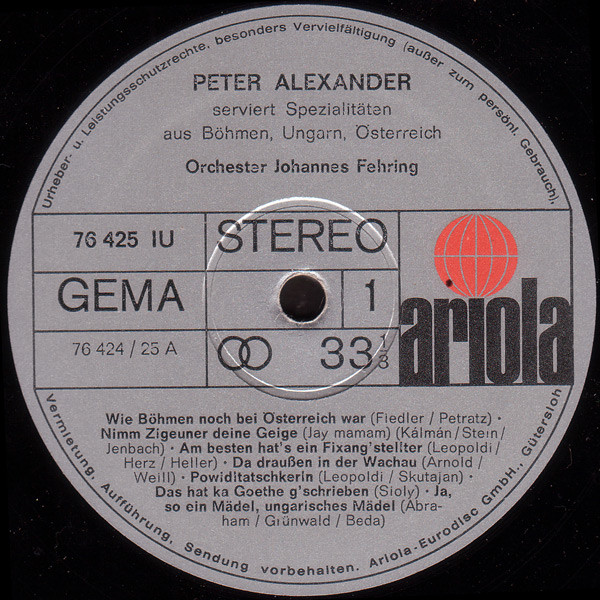 Urheber- u. Leistungsschutzrechte, besonders Vervielfältigung (außer zum persönl. Gebrauch),
PETER ALEXANDER
serviert Spezialitäten
aus Böhmen, Ungarn, Österreich
Orchester Johannes Fehring
76 425 IU
STEREO
GEMA
1
76 424 / 25 A
33 1/3
ariola
Wie Böhmen noch bei Österreich war (Fiedler / Petratz) ·
Nimm Zigeuner deine Geige (Jay mamam) (Kálmán / Stein /
Jenbach) · Am besten hat's ein Fixang'stellter (Leopoldi /
Herz / Heller) · Da draußen in der Wachau (Arnold /
Weill) · Powidltatschkerln (Leopoldi / Skutajan) ·
Das hat ka Goethe g'schrieben (Sioly) · Ja,
so ein Mädel, ungarisches Mädel (Abra-
ham / Grünwald / Beda)
Vermietung, Aufführung, Sendung vorbehalten. Ariola-Eurodisc GmbH., Gütersloh